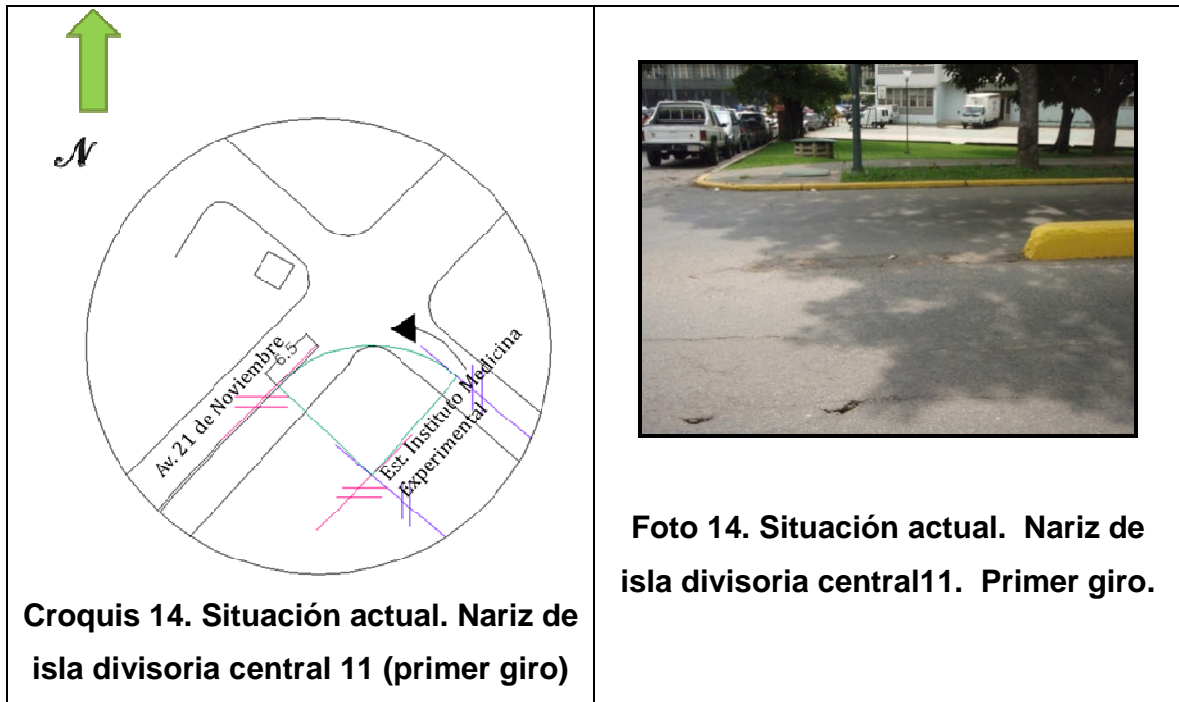 N
Av. 21 de Noviembre
6.5
Est. Instituto Medicina
Experimental
Croquis 14. Situación actual. Nariz de
isla divisoria central 11 (primer giro)
Foto 14. Situación actual. Nariz de
isla divisoria central11. Primer giro.